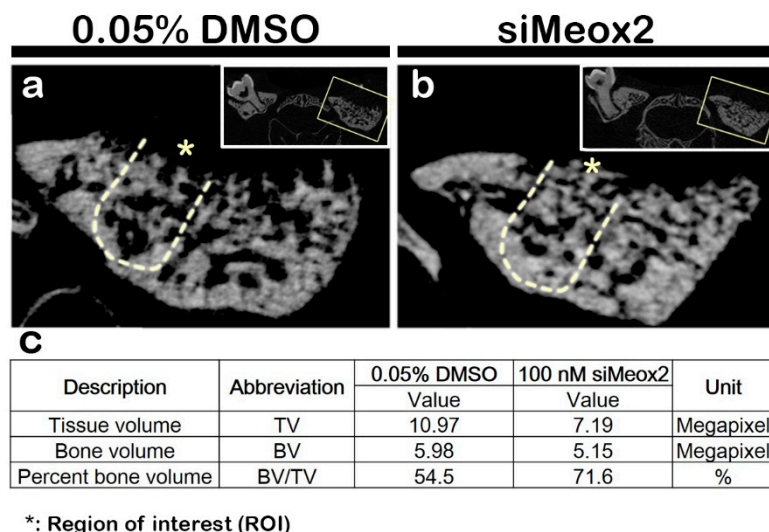 0.05% DMSO siMeox2
a b
* *
c
Description Abbreviation 0.05% DMSO 100 nM siMeox2 Unit
Value Value
Tissue volume TV 10.97 7.19 Megapixel
Bone volume BV 5.98 5.15 Megapixel
Percent bone volume BV/TV 54.5 71.6 %
*: Region of interest (ROI)